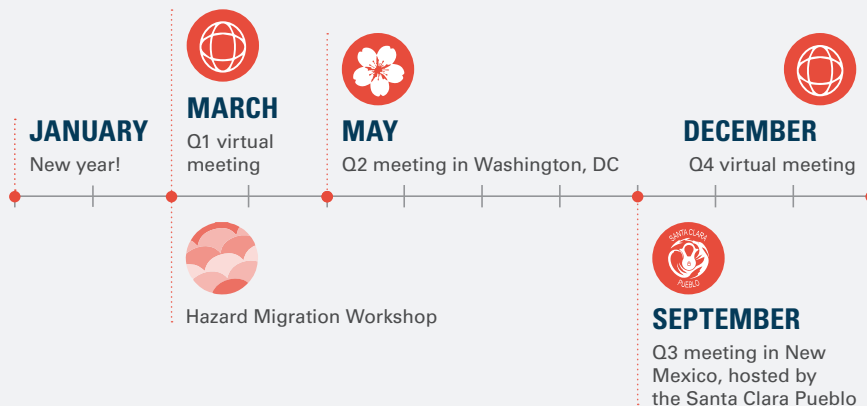 JANUARY
New year!
MARCH
Q1 virtual
meeting
Hazard Migration Workshop
MAY
Q2 meeting in Washington, DC
SANTA CLARA
PUEBLO
SEPTEMBER
Q3 meeting in New
Mexico, hosted by
the Santa Clara Pueblo
DECEMBER
Q4 virtual meeting